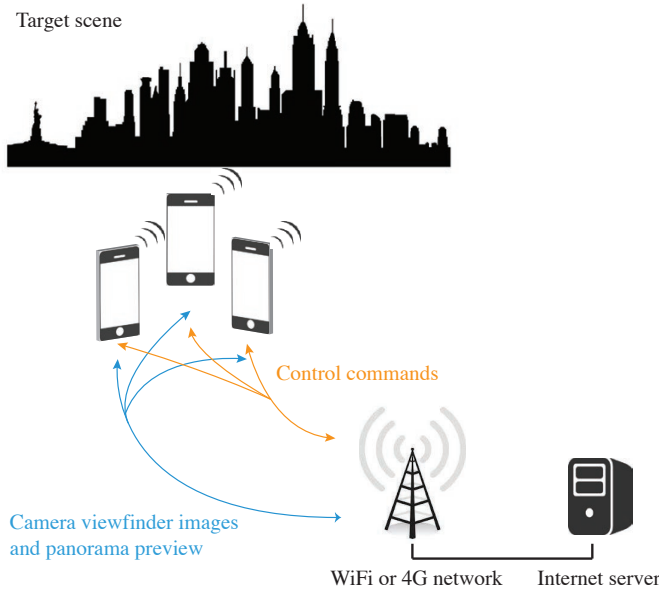 Target scene
Control commands
Camera viewfinder images
and panorama preview
WiFi or 4G network
Internet server